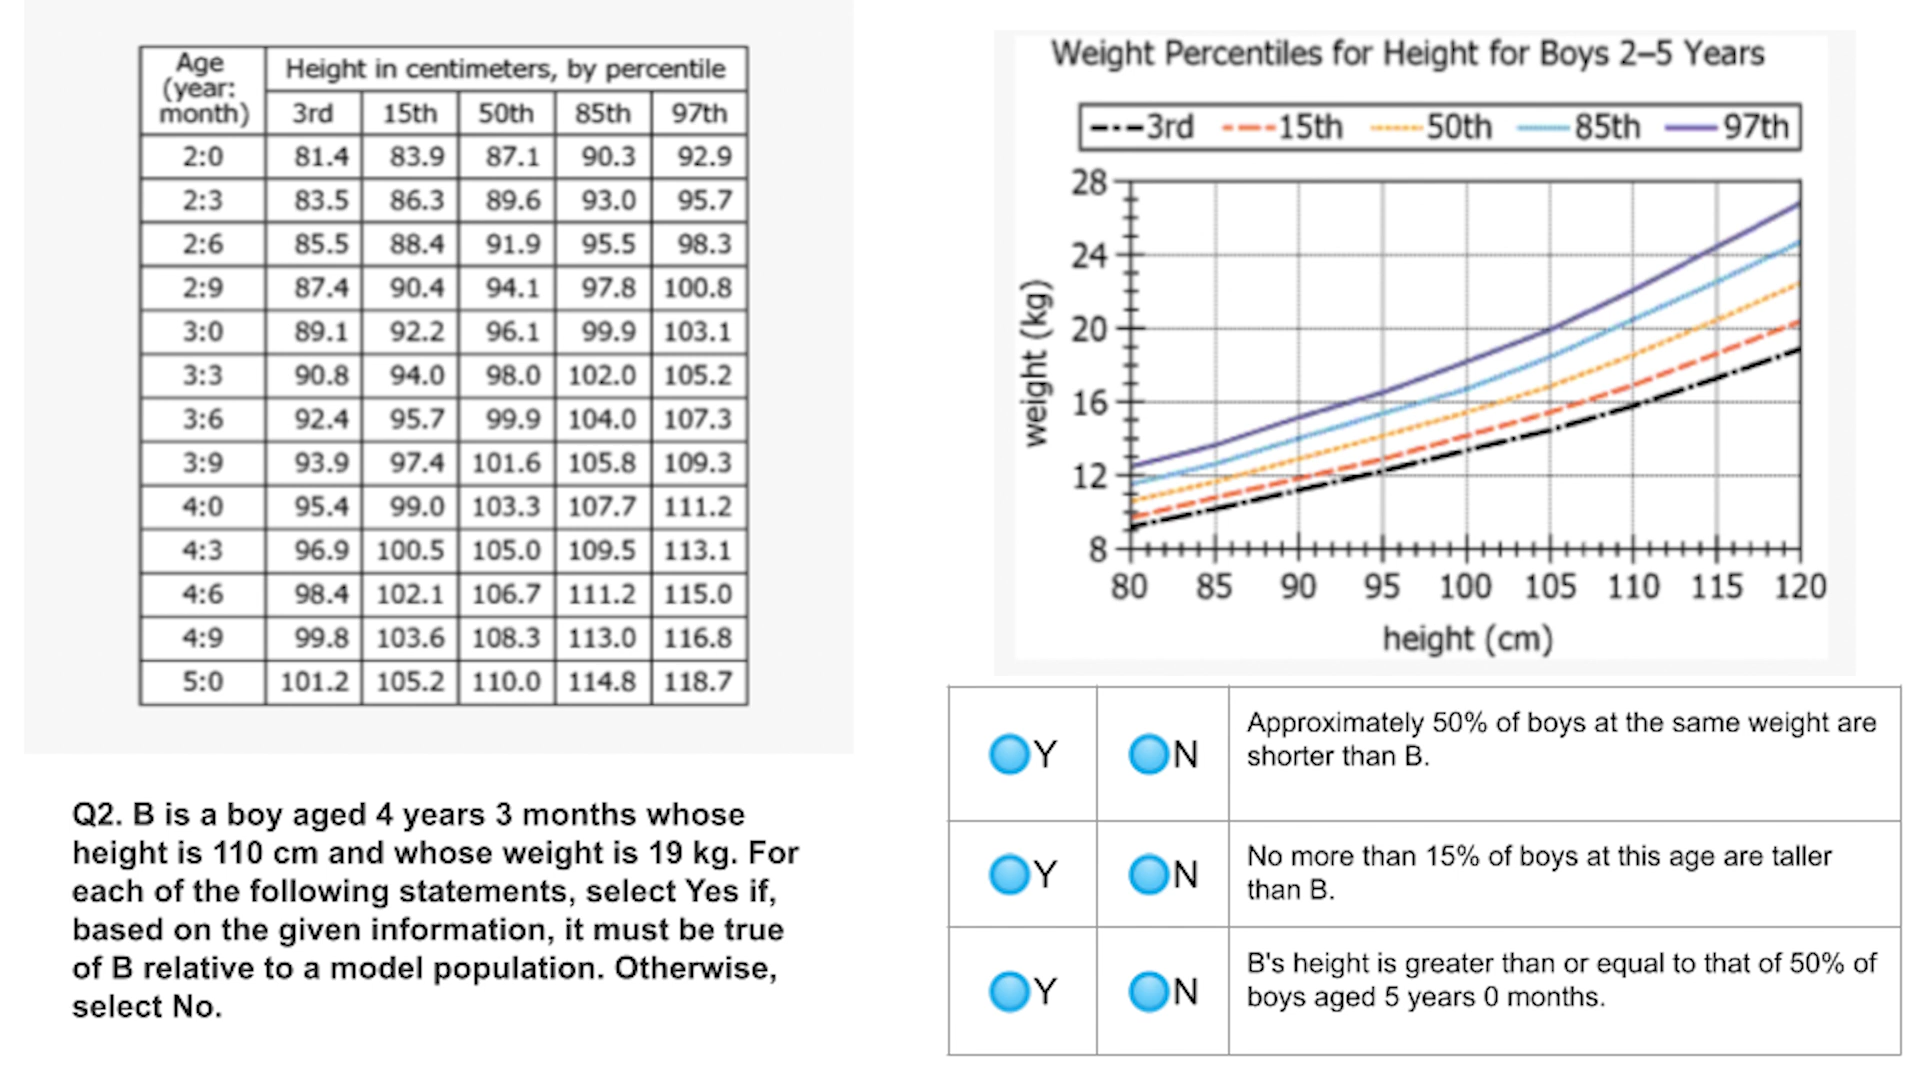 Age
(year:
month)
Height in centimeters, by percentile
3rd 15th 50th 85th 97th
2:0 81.4 83.9 87.1 90.3 92.9
2:3 83.5 86.3 89.6 93.0 95.7
2:6 85.5 88.4 91.9 95.5 98.3
2:9 87.4 90.4 94.1 97.8 100.8
3:0 89.1 92.2 96.1 99.9 103.1
3:3 90.8 94.0 98.0 102.0 105.2
3:6 92.4 95.7 99.9 104.0 107.3
3:9 93.9 97.4 101.6 105.8 109.3
4:0 95.4 99.0 103.3 107.7 111.2
4:3 96.9 100.5 105.0 109.5 113.1
4:6 98.4 102.1 106.7 111.2 115.0
4:9 99.8 103.6 108.3 113.0 116.8
5:0 101.2 105.2 110.0 114.8 118.7
Q2. B is a boy aged 4 years 3 months whose
height is 110 cm and whose weight is 19 kg. For
each of the following statements, select Yes if,
based on the given information, it must be true
of B relative to a model population. Otherwise,
select No.
Weight Percentiles for Height for Boys 2–5 Years
3rd 15th 50th 85th 97th
28
24
20
16
12
8
weight (kg)
80 85 90 95 100 105 110 115 120
height (cm)
Y N
Approximately 50% of boys at the same weight are
shorter than B.
Y N
No more than 15% of boys at this age are taller
than B.
Y N
B's height is greater than or equal to that of 50% of
boys aged 5 years 0 months.